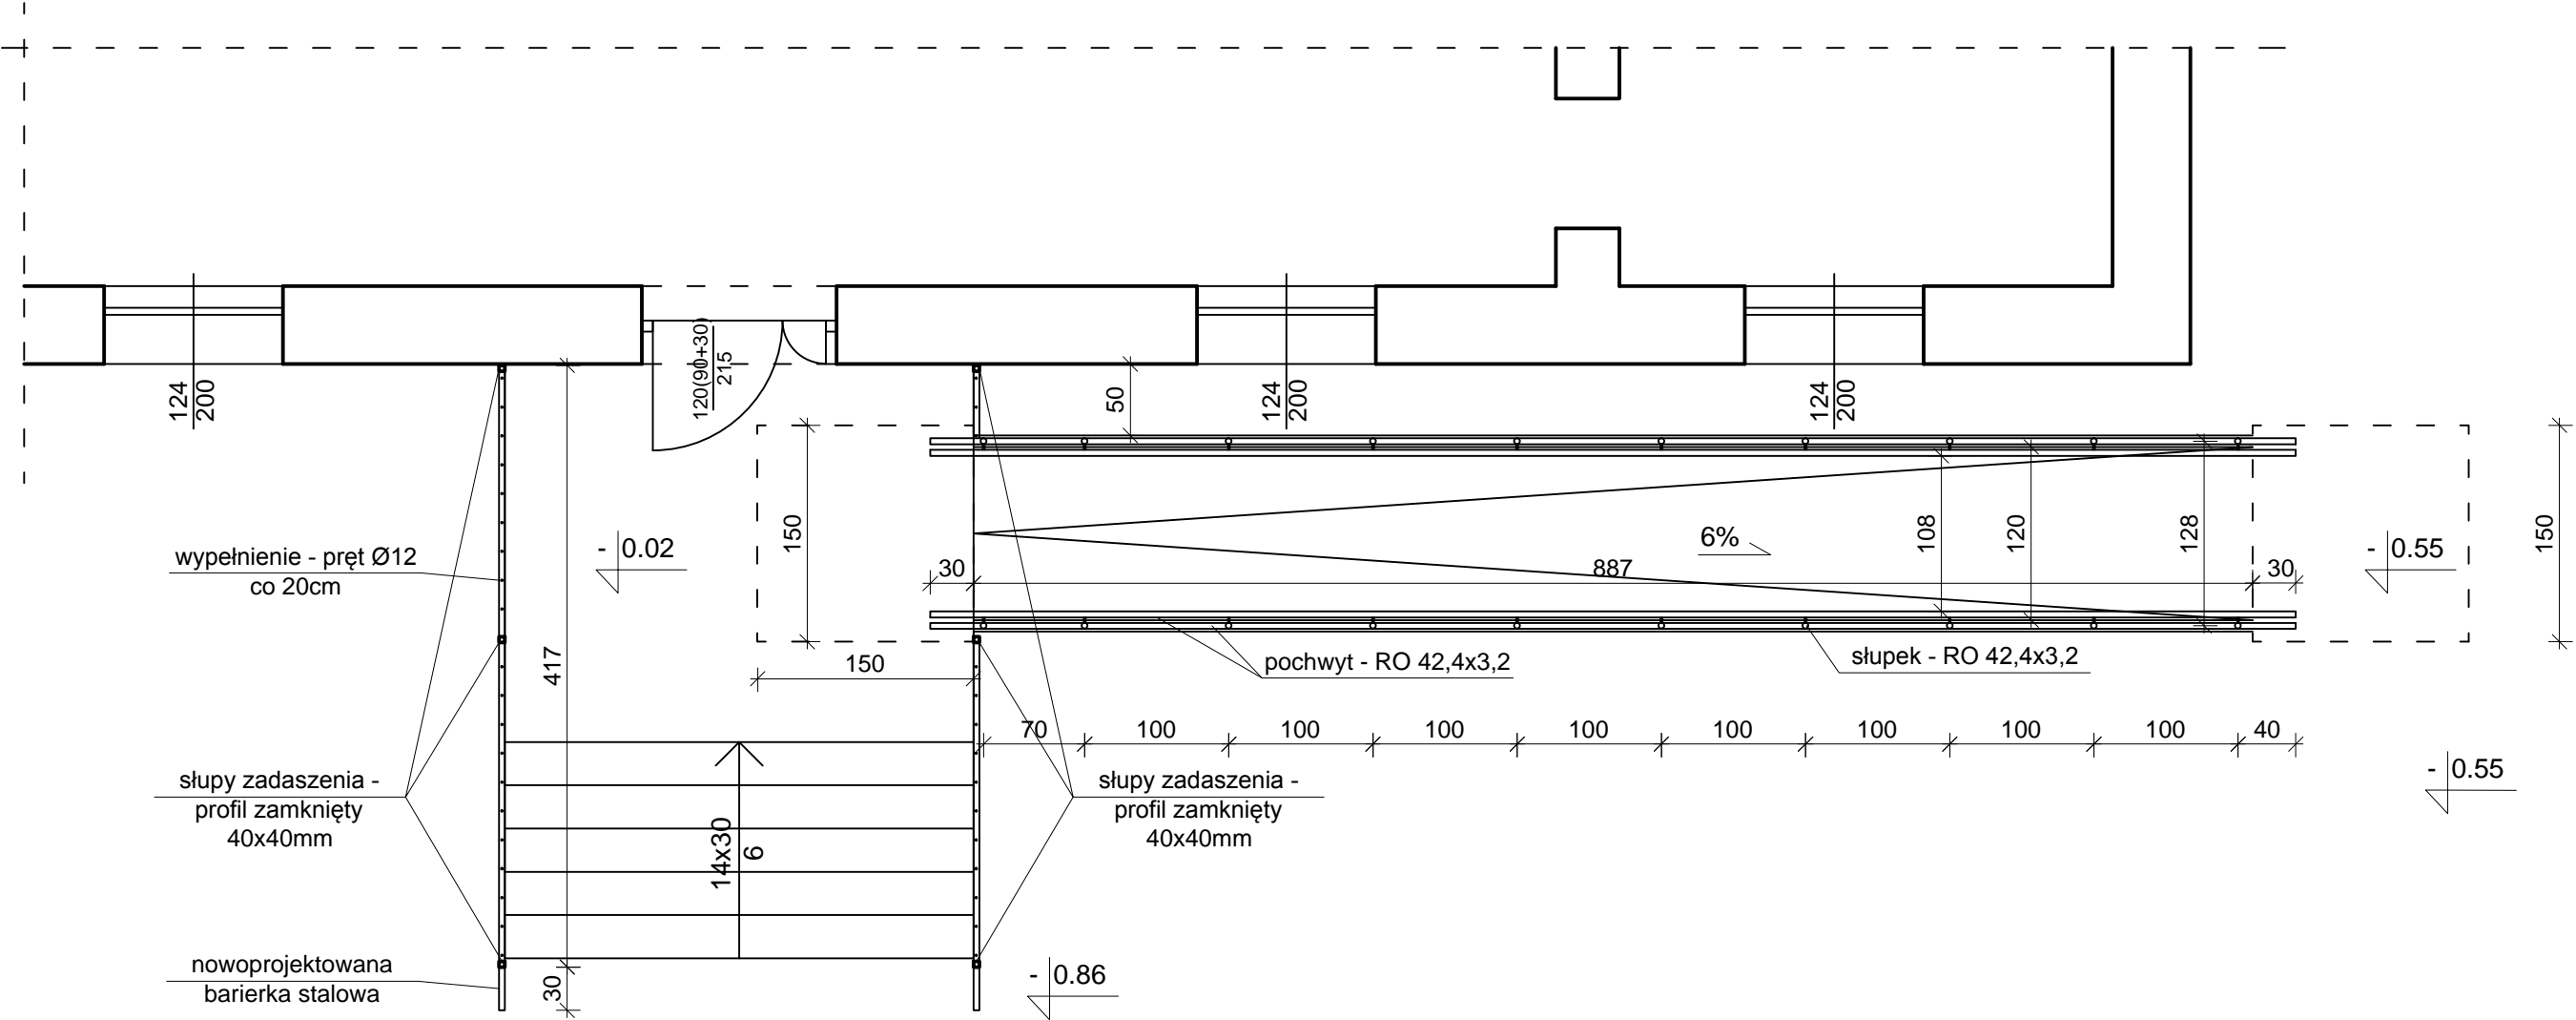 124
200
120(90+30)
215
50
124
200
124
200
wypełnienie - pręt Ø12
co 20cm
- 0.02
150
30
887
6%
108
120
128
30
- 0.55
150
417
150
pochwyt - RO 42,4x3,2
słupek - RO 42,4x3,2
70
100
100
100
100
100
100
100
100
40
- 0.55
słupy zadaszenia -
profil zamknięty
40x40mm
14x30
6
słupy zadaszenia -
profil zamknięty
40x40mm
nowoprojektowana
barierka stalowa
30
- 0.86